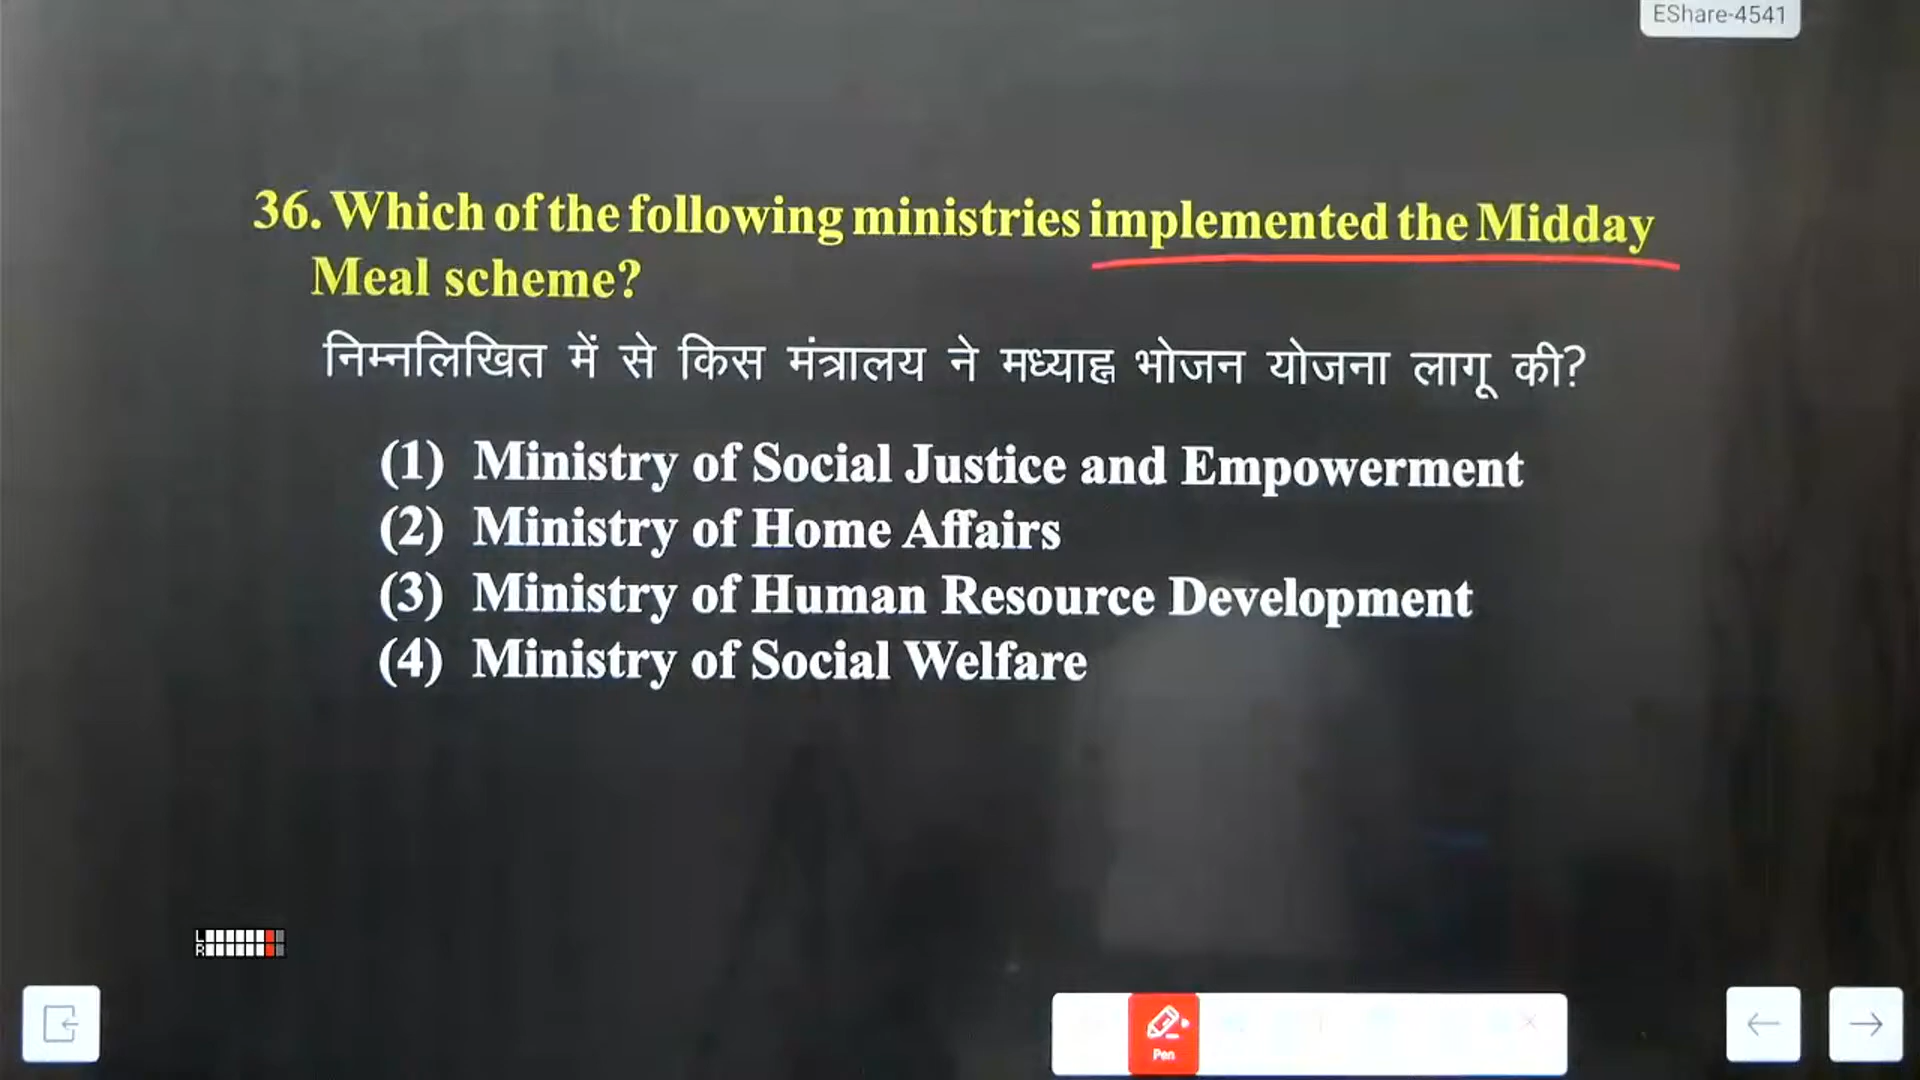 EShare-4541
36. Which of the following ministries implemented the Midday
Meal scheme?
निम्नलिखित में से किस मंत्रालय ने मध्याह्न भोजन योजना लागू की?
(1) Ministry of Social Justice and Empowerment
(2) Ministry of Home Affairs
(3) Ministry of Human Resource Development
(4) Ministry of Social Welfare
L
R
Pen